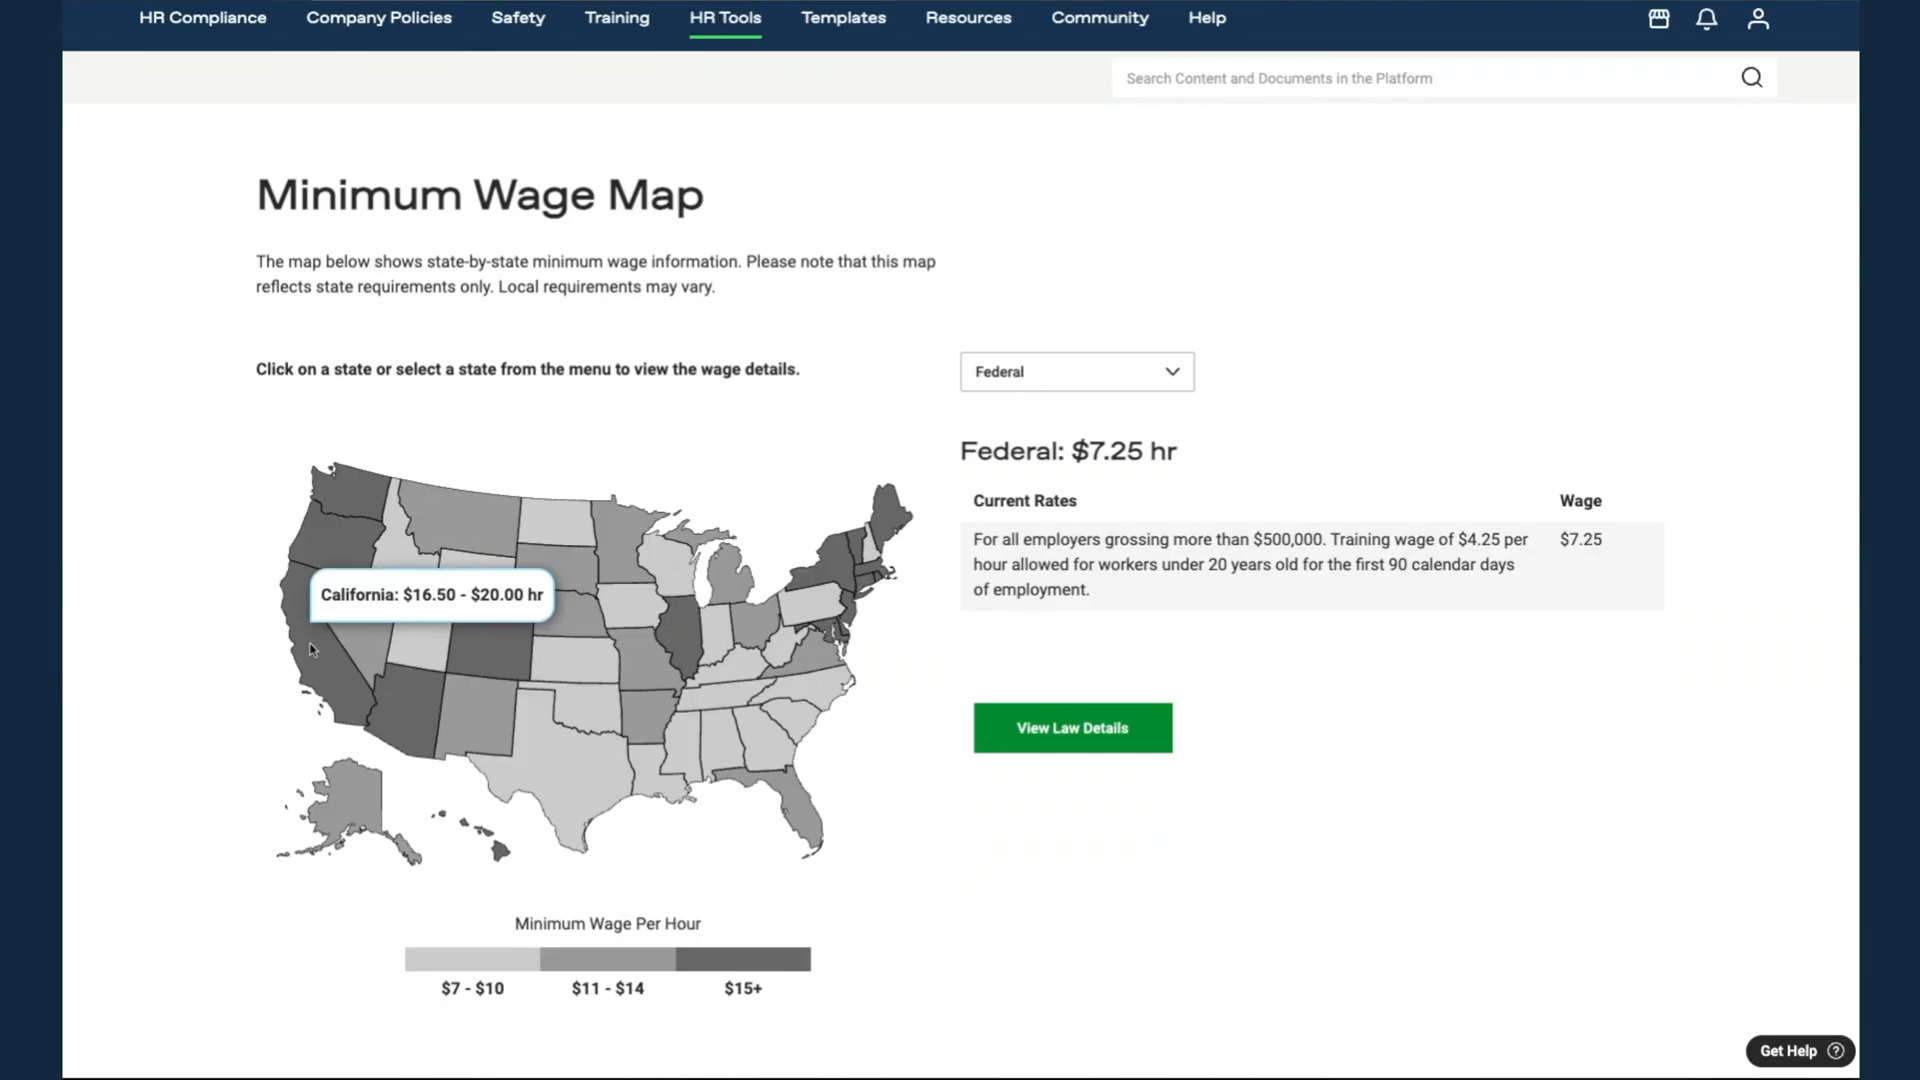 HR Compliance
Company Policies
Safety
Training
HR Tools
Templates
Resources
Community
Help
Search Content and Documents in the Platform
Minimum Wage Map
The map below shows state-by-state minimum wage information. Please note that this map
reflects state requirements only. Local requirements may vary.
Click on a state or select a state from the menu to view the wage details.
Federal
Federal: $7.25 hr
Current Rates
Wage
For all employers grossing more than $500,000. Training wage of $4.25 per
hour allowed for workers under 20 years old for the first 90 calendar days
of employment.
$7.25
California: $16.50 - $20.00 hr
View Law Details
Minimum Wage Per Hour
$7 - $10
$11 - $14
$15+
Get Help ?